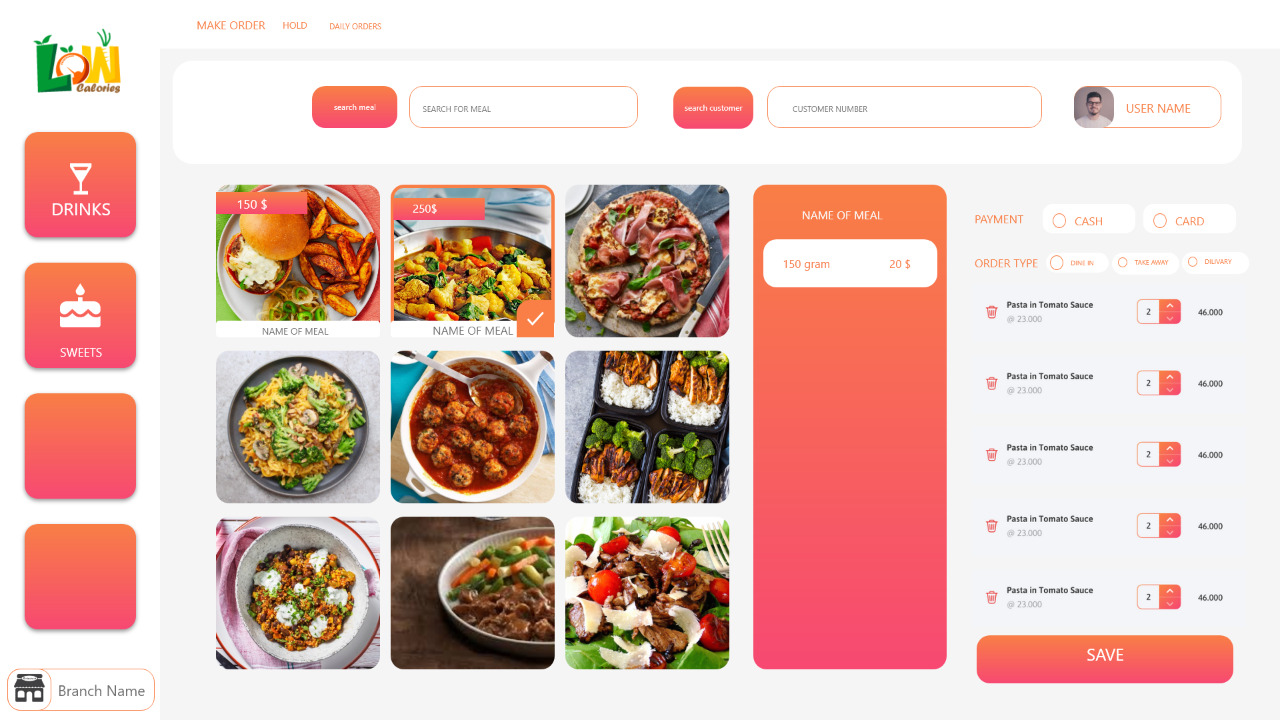 LOW
Calories
MAKE ORDER
HOLD
DAILY ORDERS
search meal
SEARCH FOR MEAL
search customer
CUSTOMER NUMBER
USER NAME
DRINKS
SWEETS
Branch Name
150 $
NAME OF MEAL
250$
NAME OF MEAL
NAME OF MEAL
150 gram
20 $
PAYMENT
CASH
CARD
ORDER TYPE
DINE IN
TAKE AWAY
DILIVARY
Pasta in Tomato Sauce
@ 23.000
2
46.000
Pasta in Tomato Sauce
@ 23.000
2
46.000
Pasta in Tomato Sauce
@ 23.000
2
46.000
Pasta in Tomato Sauce
@ 23.000
2
46.000
Pasta in Tomato Sauce
@ 23.000
2
46.000
SAVE